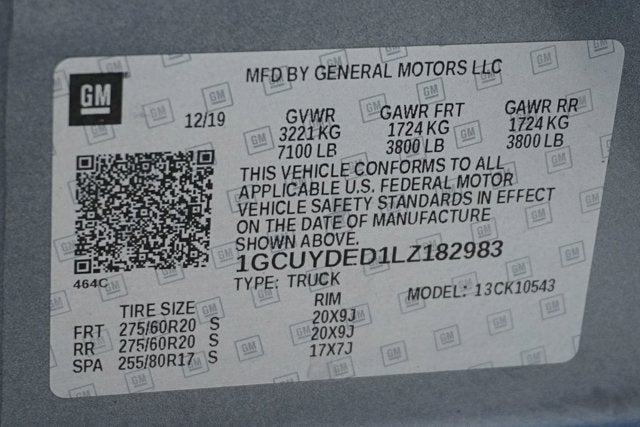 MFD BY GENERAL MOTORS LLC
GM
12/19
GVWR GAWR FRT GAWR RR
3221 KG 1724 KG 1724 KG
7100 LB 3800 LB 3800 LB
THIS VEHICLE CONFORMS TO ALL
APPLICABLE U.S. FEDERAL MOTOR
VEHICLE SAFETY STANDARDS IN EFFECT
ON THE DATE OF MANUFACTURE
SHOWN ABOVE.
464C
1GCUYDED1LZ182983
TYPE: TRUCK MODEL: 13CK10543
TIRE SIZE RIM
FRT 275/60R20 S 20X9J
RR 275/60R20 S 20X9J
SPA 255/80R17 S 17X7J